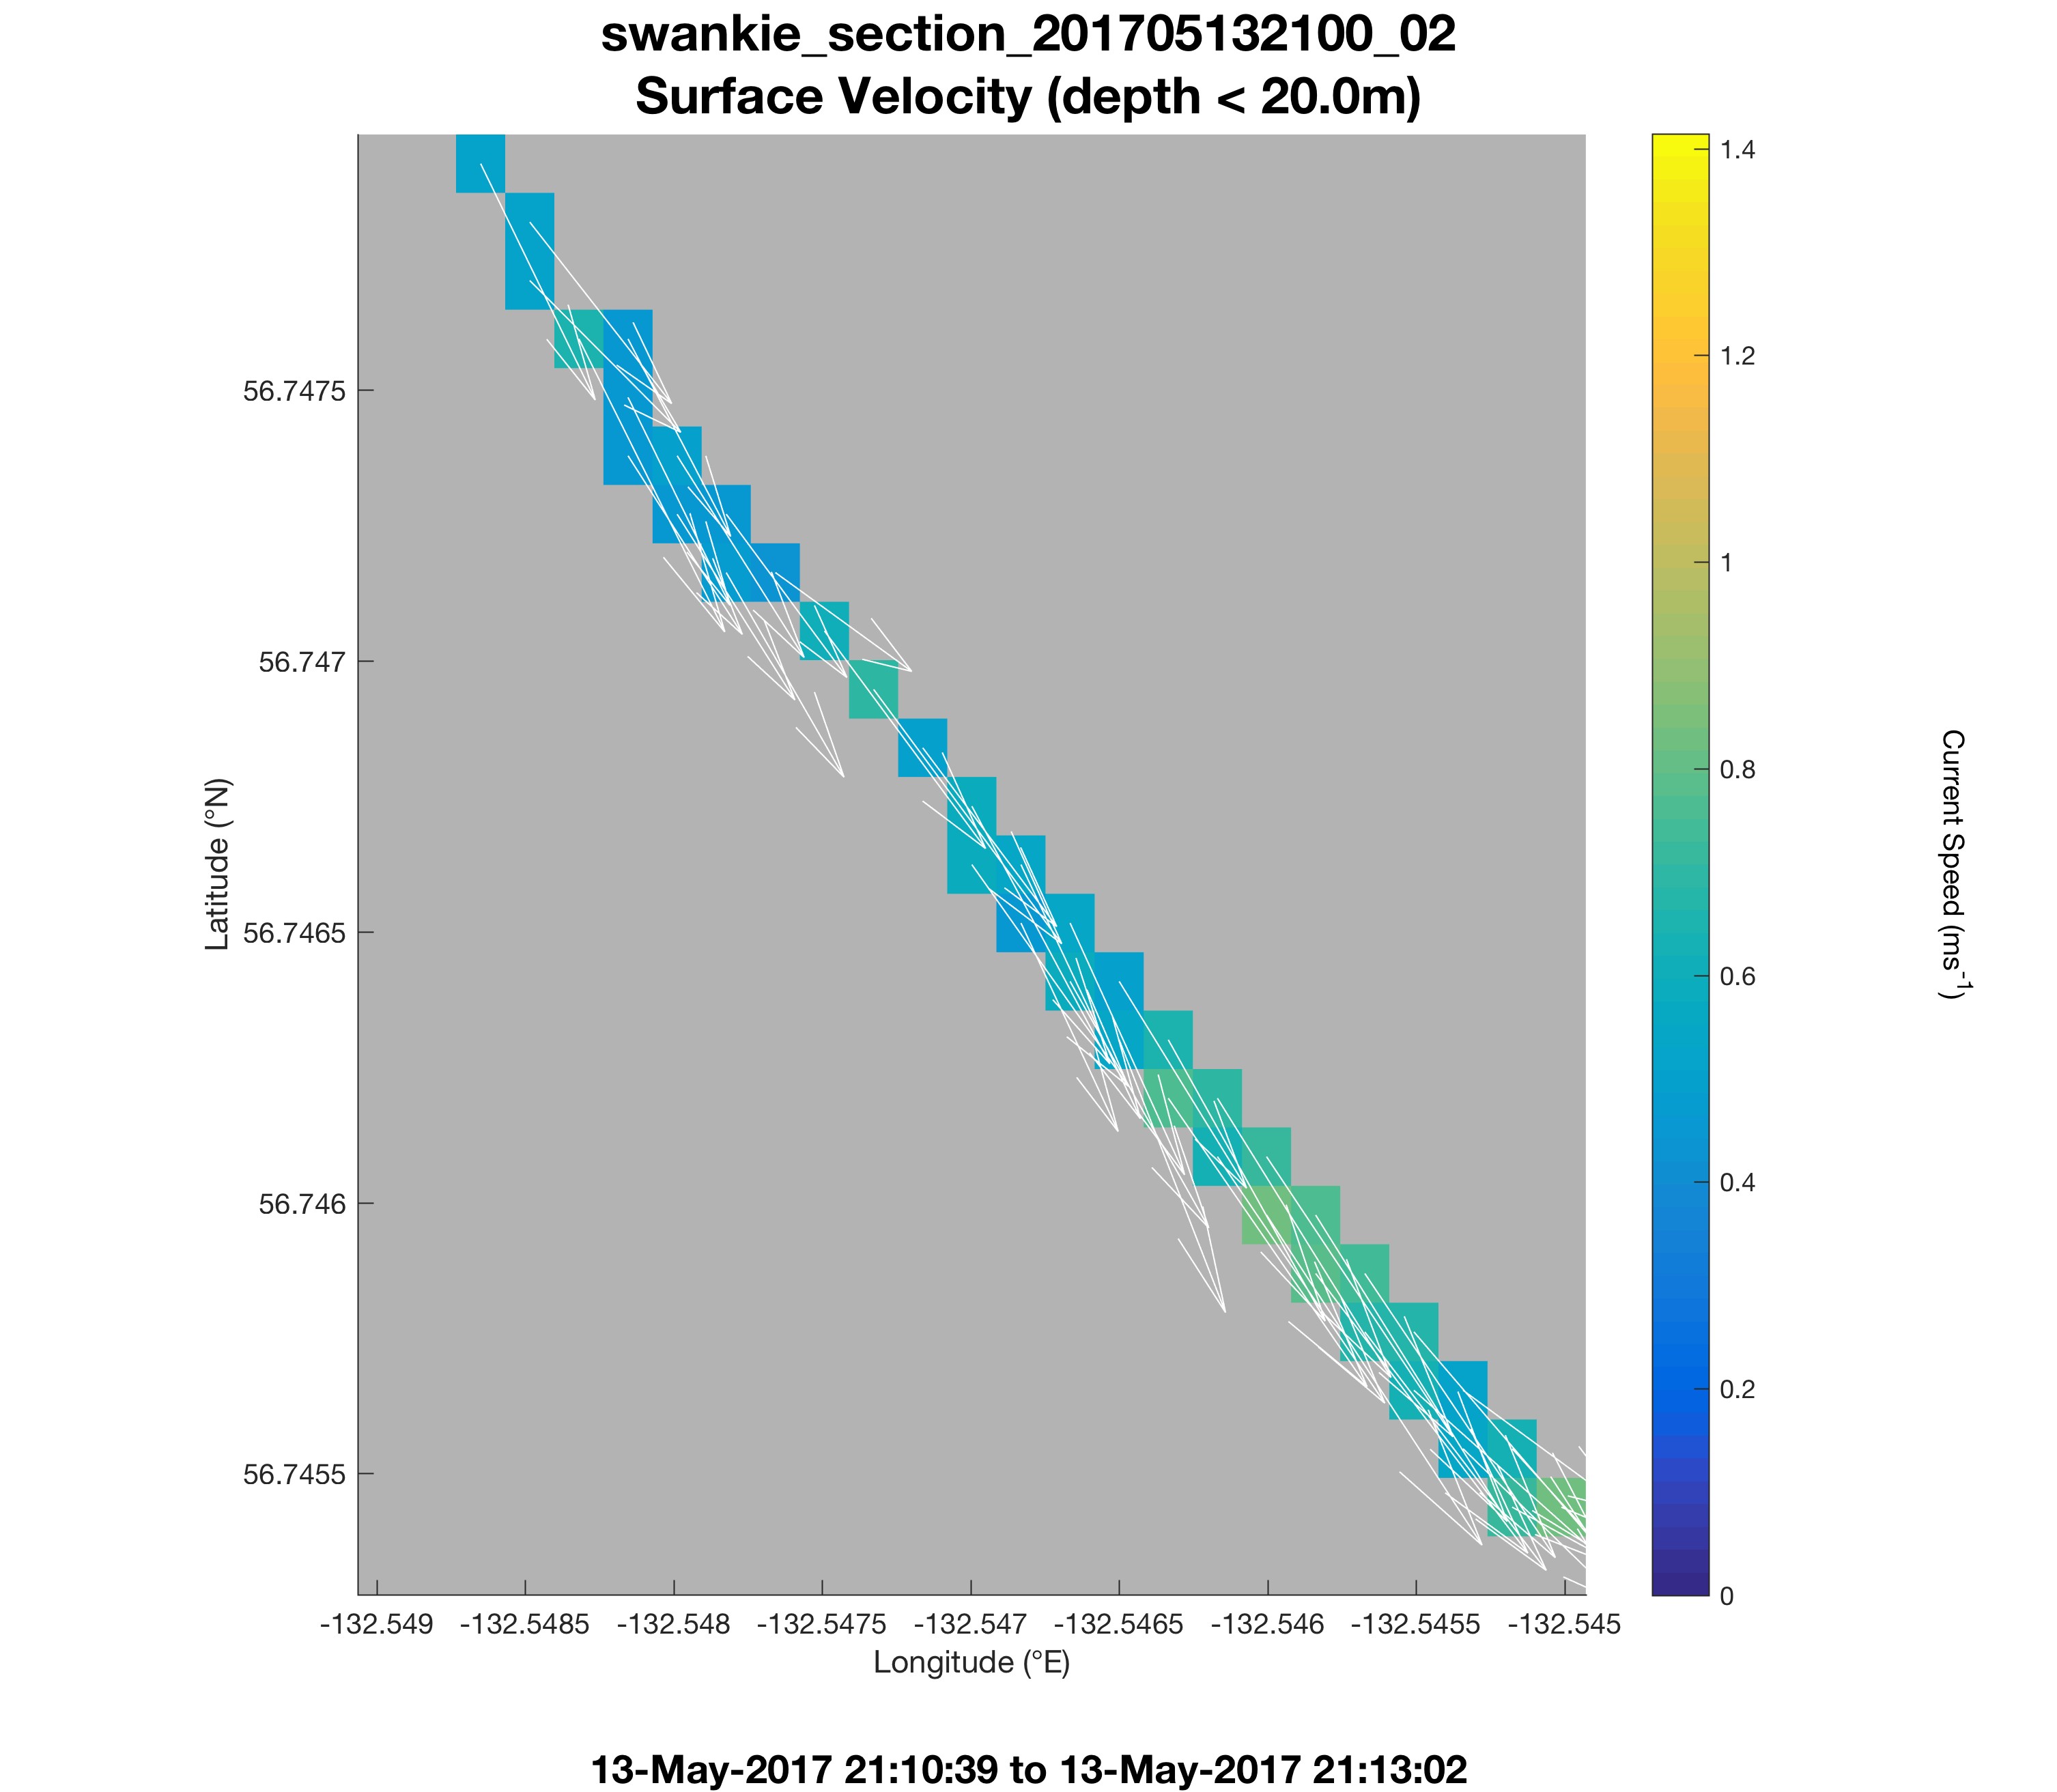 swankie_section_201705132100_02
Surface Velocity (depth < 20.0m)
56.7475
56.747
56.7465
56.746
56.7455
Latitude (°N)
-132.549 -132.5485 -132.548 -132.5475 -132.547 -132.5465 -132.546 -132.5455 -132.545
Longitude (°E)
1.4
1.2
1
0.8
0.6
0.4
0.2
0
Current Speed (ms⁻¹)
13-May-2017 21:10:39 to 13-May-2017 21:13:02